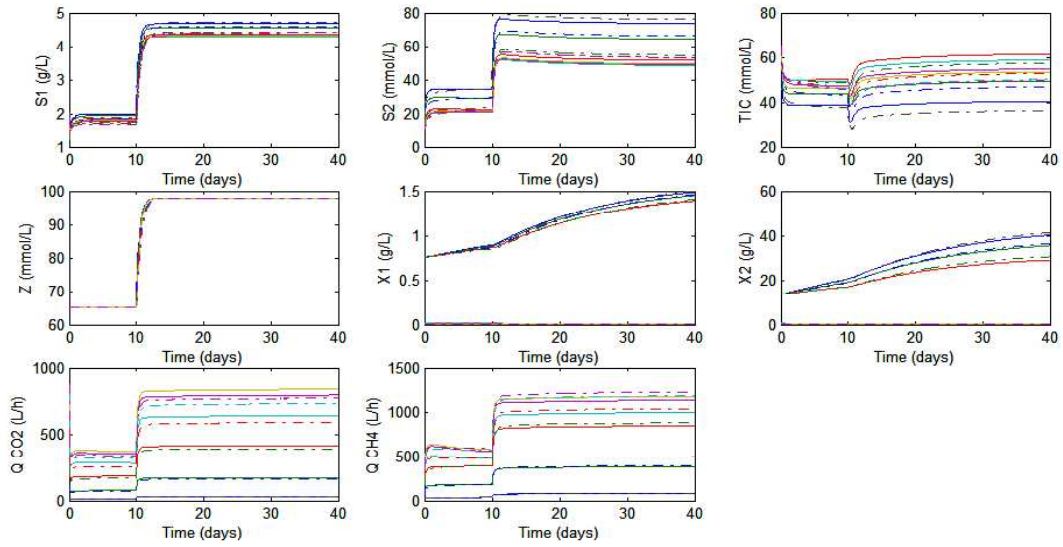 5
4
3
2
1
S1 (g/L)
0 10 20 30 40
Time (days)
80
60
40
20
0
S2 (mmol/L)
0 10 20 30 40
Time (days)
80
60
40
20
TIC (mmol/L)
0 10 20 30 40
Time (days)
100
90
80
70
60
Z (mmol/L)
0 10 20 30 40
Time (days)
1.5
1
0.5
0
X1 (g/L)
0 10 20 30 40
Time (days)
60
40
20
0
X2 (g/L)
0 10 20 30 40
Time (days)
1000
500
0
Q CO2 (L/h)
0 10 20 30 40
Time (days)
1500
1000
500
0
Q CH4 (L/h)
0 10 20 30 40
Time (days)